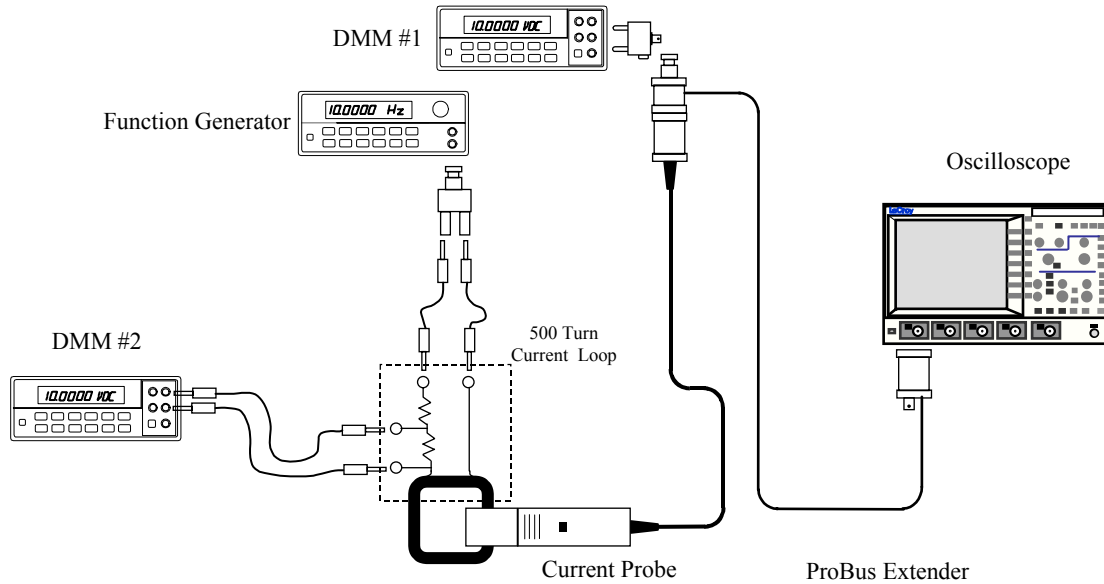 DMM #1
10.0000 VDC
Function Generator
10.0000 Hz
Oscilloscope
LeCroy
500 Turn
Current Loop
DMM #2
10.0000 VDC
Current Probe
ProBus Extender